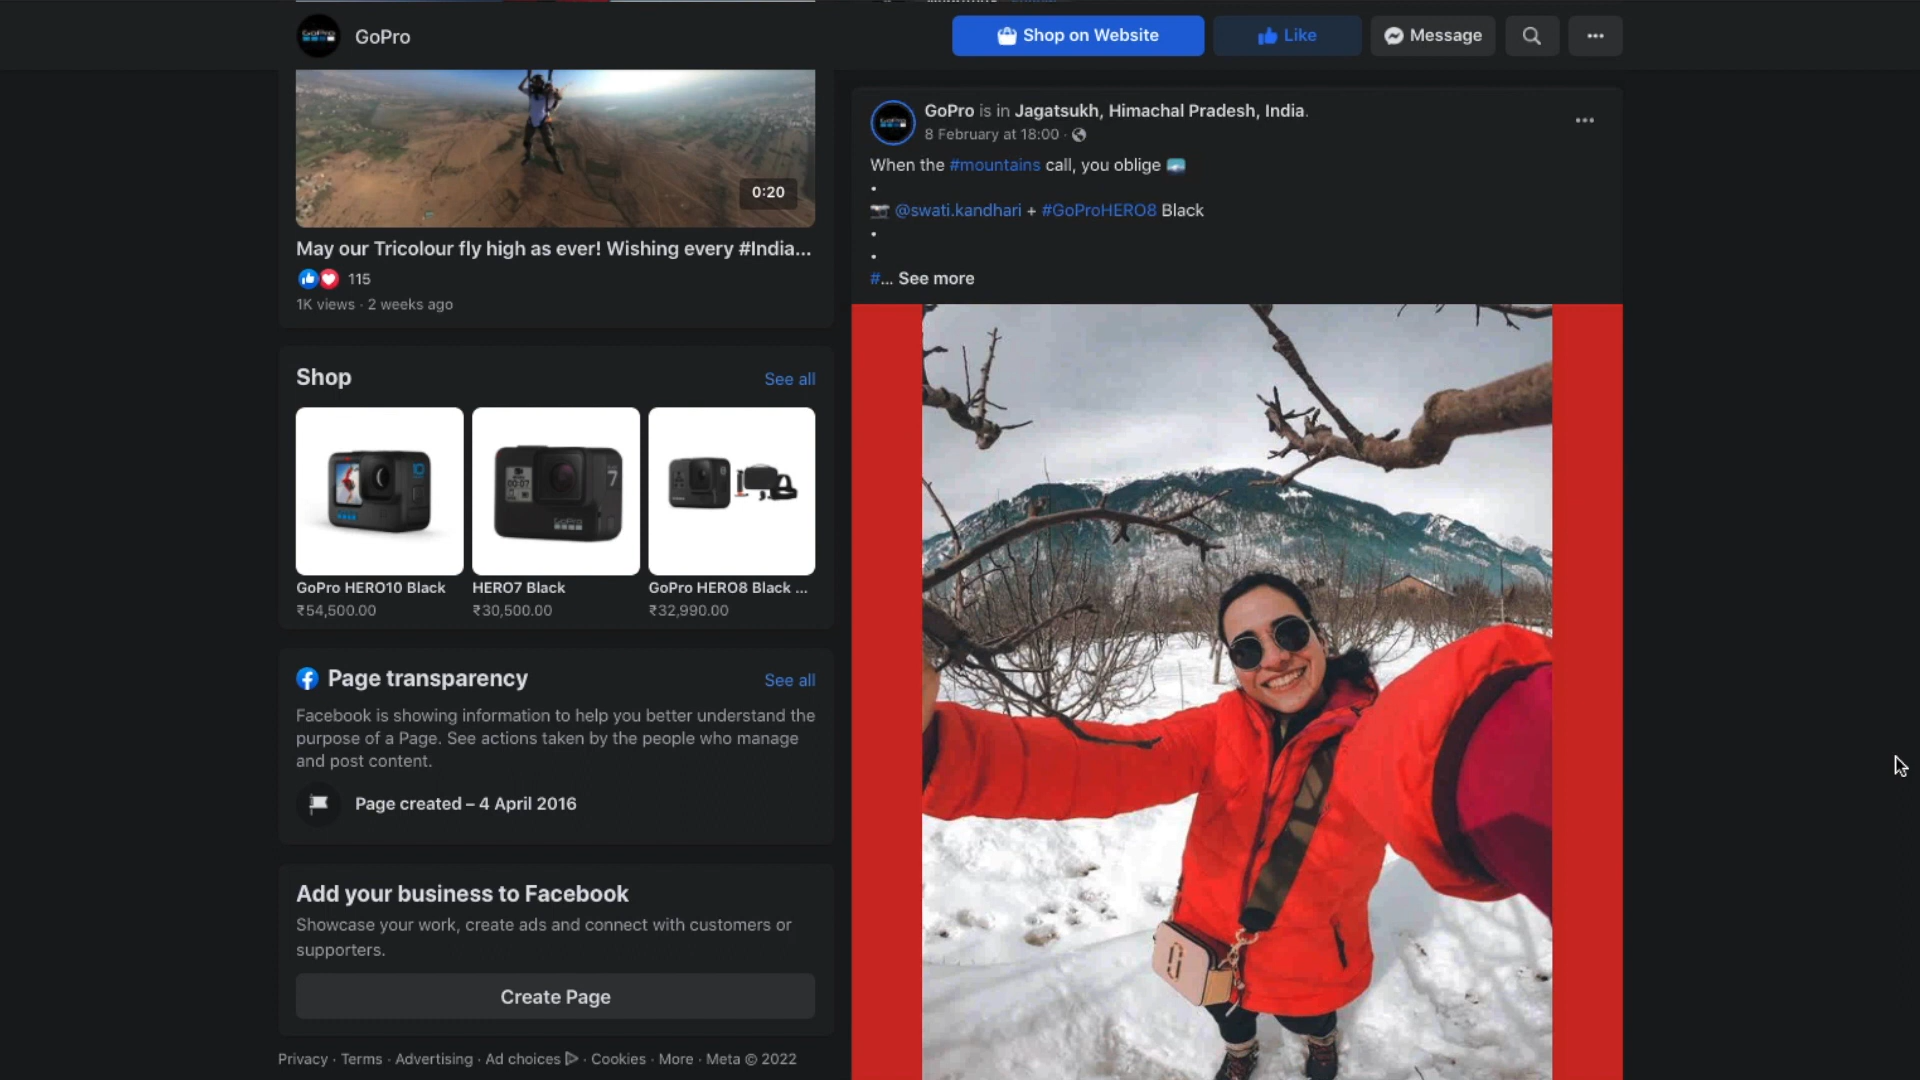 GoPro
Shop on Website
Like
Message
0:20
May our Tricolour fly high as ever! Wishing every #India...
115
1K views · 2 weeks ago
Shop
See all
GoPro HERO10 Black
₹54,500.00
HERO7 Black
₹30,500.00
GoPro HERO8 Black ...
₹32,990.00
Page transparency
See all
Facebook is showing information to help you better understand the
purpose of a Page. See actions taken by the people who manage
and post content.
Page created – 4 April 2016
Add your business to Facebook
Showcase your work, create ads and connect with customers or
supporters.
Create Page
Privacy · Terms · Advertising · Ad choices · Cookies · More · Meta © 2022
GoPro is in Jagatsukh, Himachal Pradesh, India.
8 February at 18:00 ·
When the #mountains call, you oblige
•
@swati.kandhari + #GoProHERO8 Black
•
•
#... See more